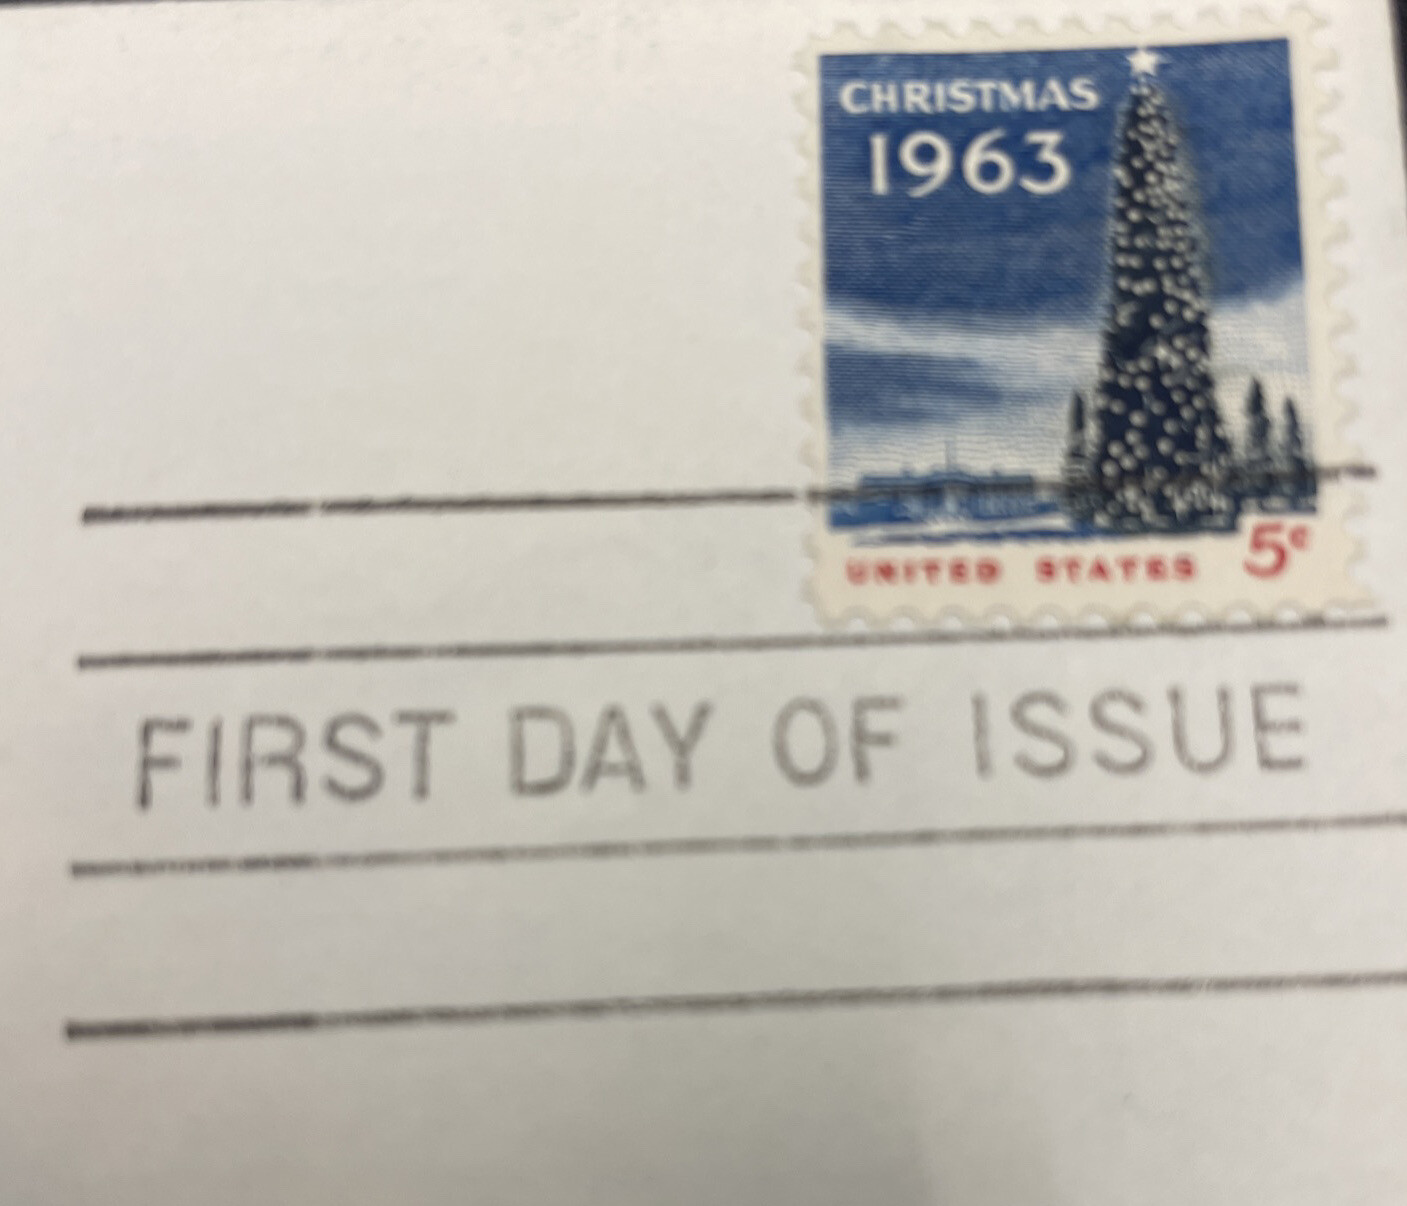 CHRISTMAS
1963
UNITED STATES 5¢
FIRST DAY OF ISSUE